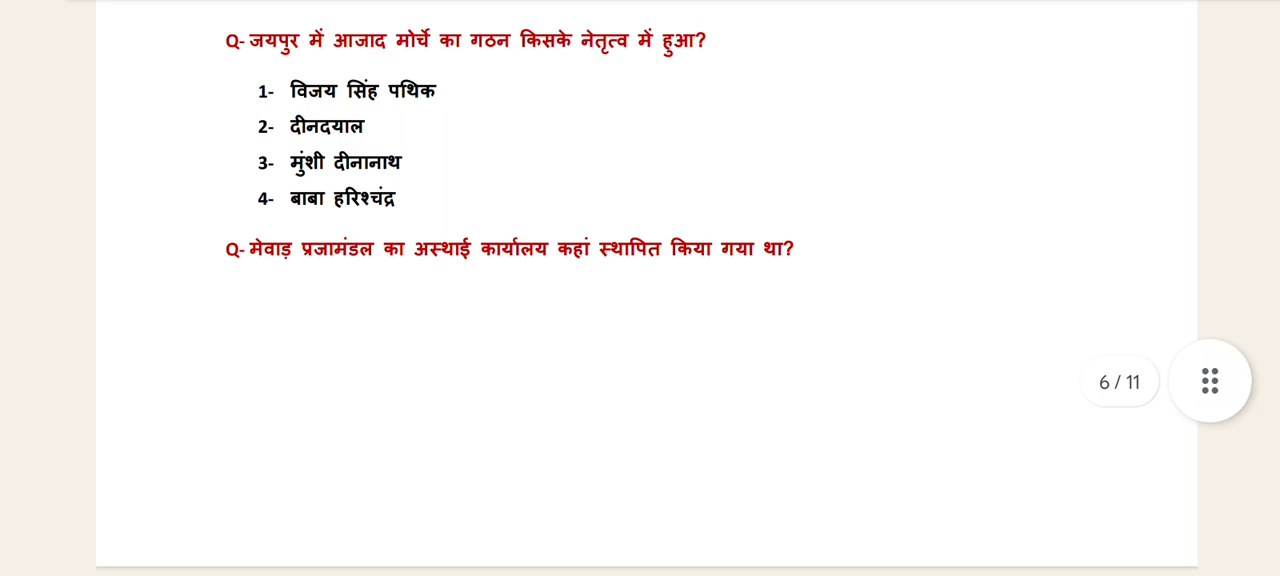 Q- जयपुर में आजाद मोर्चे का गठन किसके नेतृत्व में हुआ?
1- विजय सिंह पथिक
2- दीनदयाल
3- मुंशी दीनानाथ
4- बाबा हरिश्चंद्र
Q- मेवाड़ प्रजामंडल का अस्थाई कार्यालय कहां स्थापित किया गया था?
6 / 11